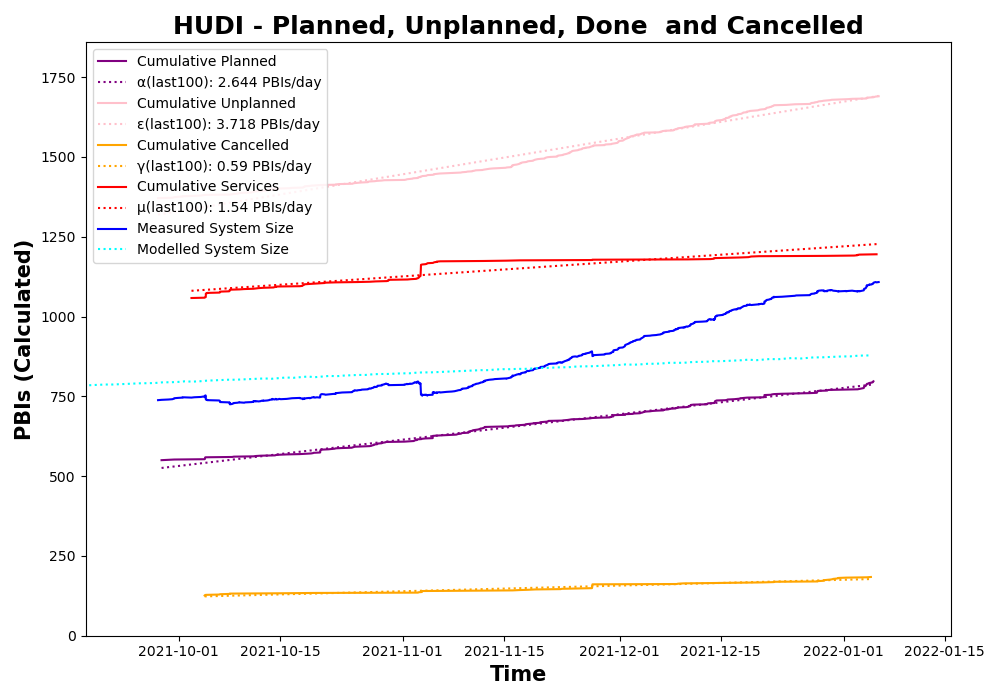 HUDI - Planned, Unplanned, Done  and Cancelled
Cumulative Planned
α(last100): 2.644 PBIs/day
Cumulative Unplanned
ε(last100): 3.718 PBIs/day
Cumulative Cancelled
γ(last100): 0.59 PBIs/day
Cumulative Services
μ(last100): 1.54 PBIs/day
Measured System Size
Modelled System Size
PBIs (Calculated)
1750
1500
1250
1000
750
500
250
0
2021-10-01
2021-10-15
2021-11-01
2021-11-15
2021-12-01
2021-12-15
2022-01-01
2022-01-15
Time